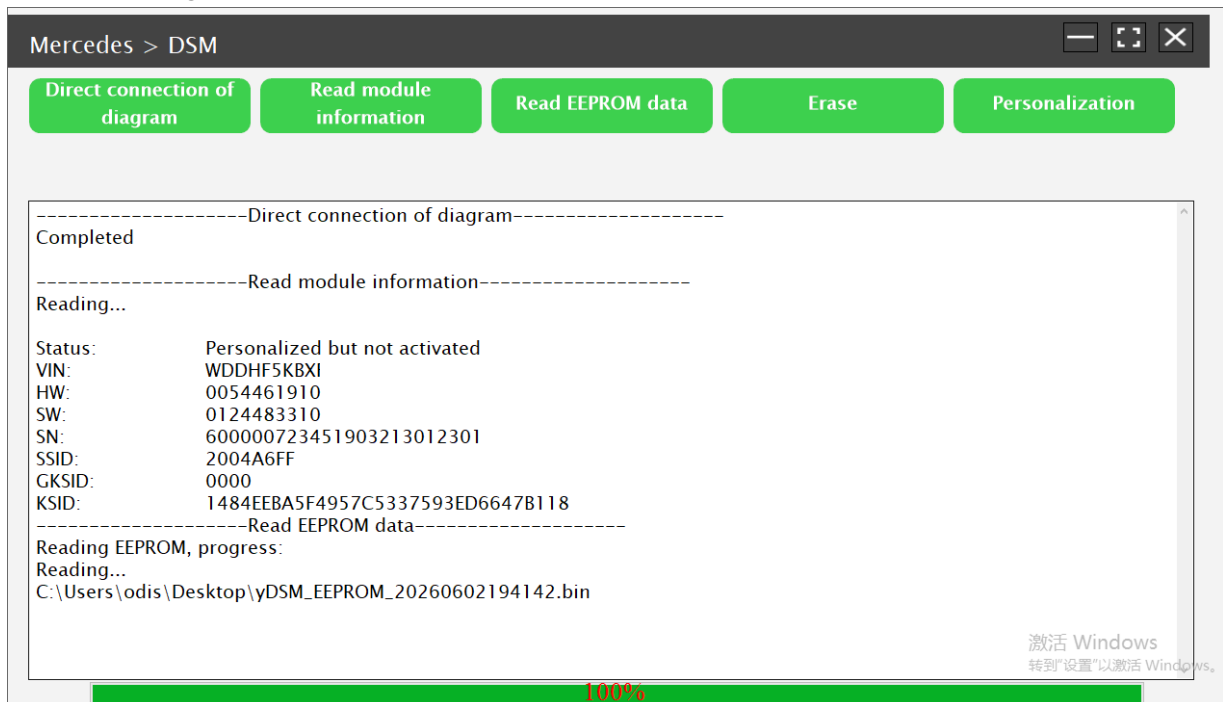 Mercedes > DSM
Direct connection of
diagram
Read module
information
Read EEPROM data
Erase
Personalization
--------------------Direct connection of diagram--------------------
Completed
--------------------Read module information--------------------
Reading...
Status: Personalized but not activated
VIN: WDDHF5KBXI
HW: 0054461910
SW: 0124483310
SN: 600000723451903213012301
SSID: 2004A6FF
GKSID: 0000
KSID: 1484EEBA5F4957C5337593ED6647B118
--------------------Read EEPROM data--------------------
Reading EEPROM, progress:
Reading...
C:\Users\odis\Desktop\yDSM_EEPROM_20260602194142.bin
激活 Windows
转到“设置”以激活 Windows。
100%